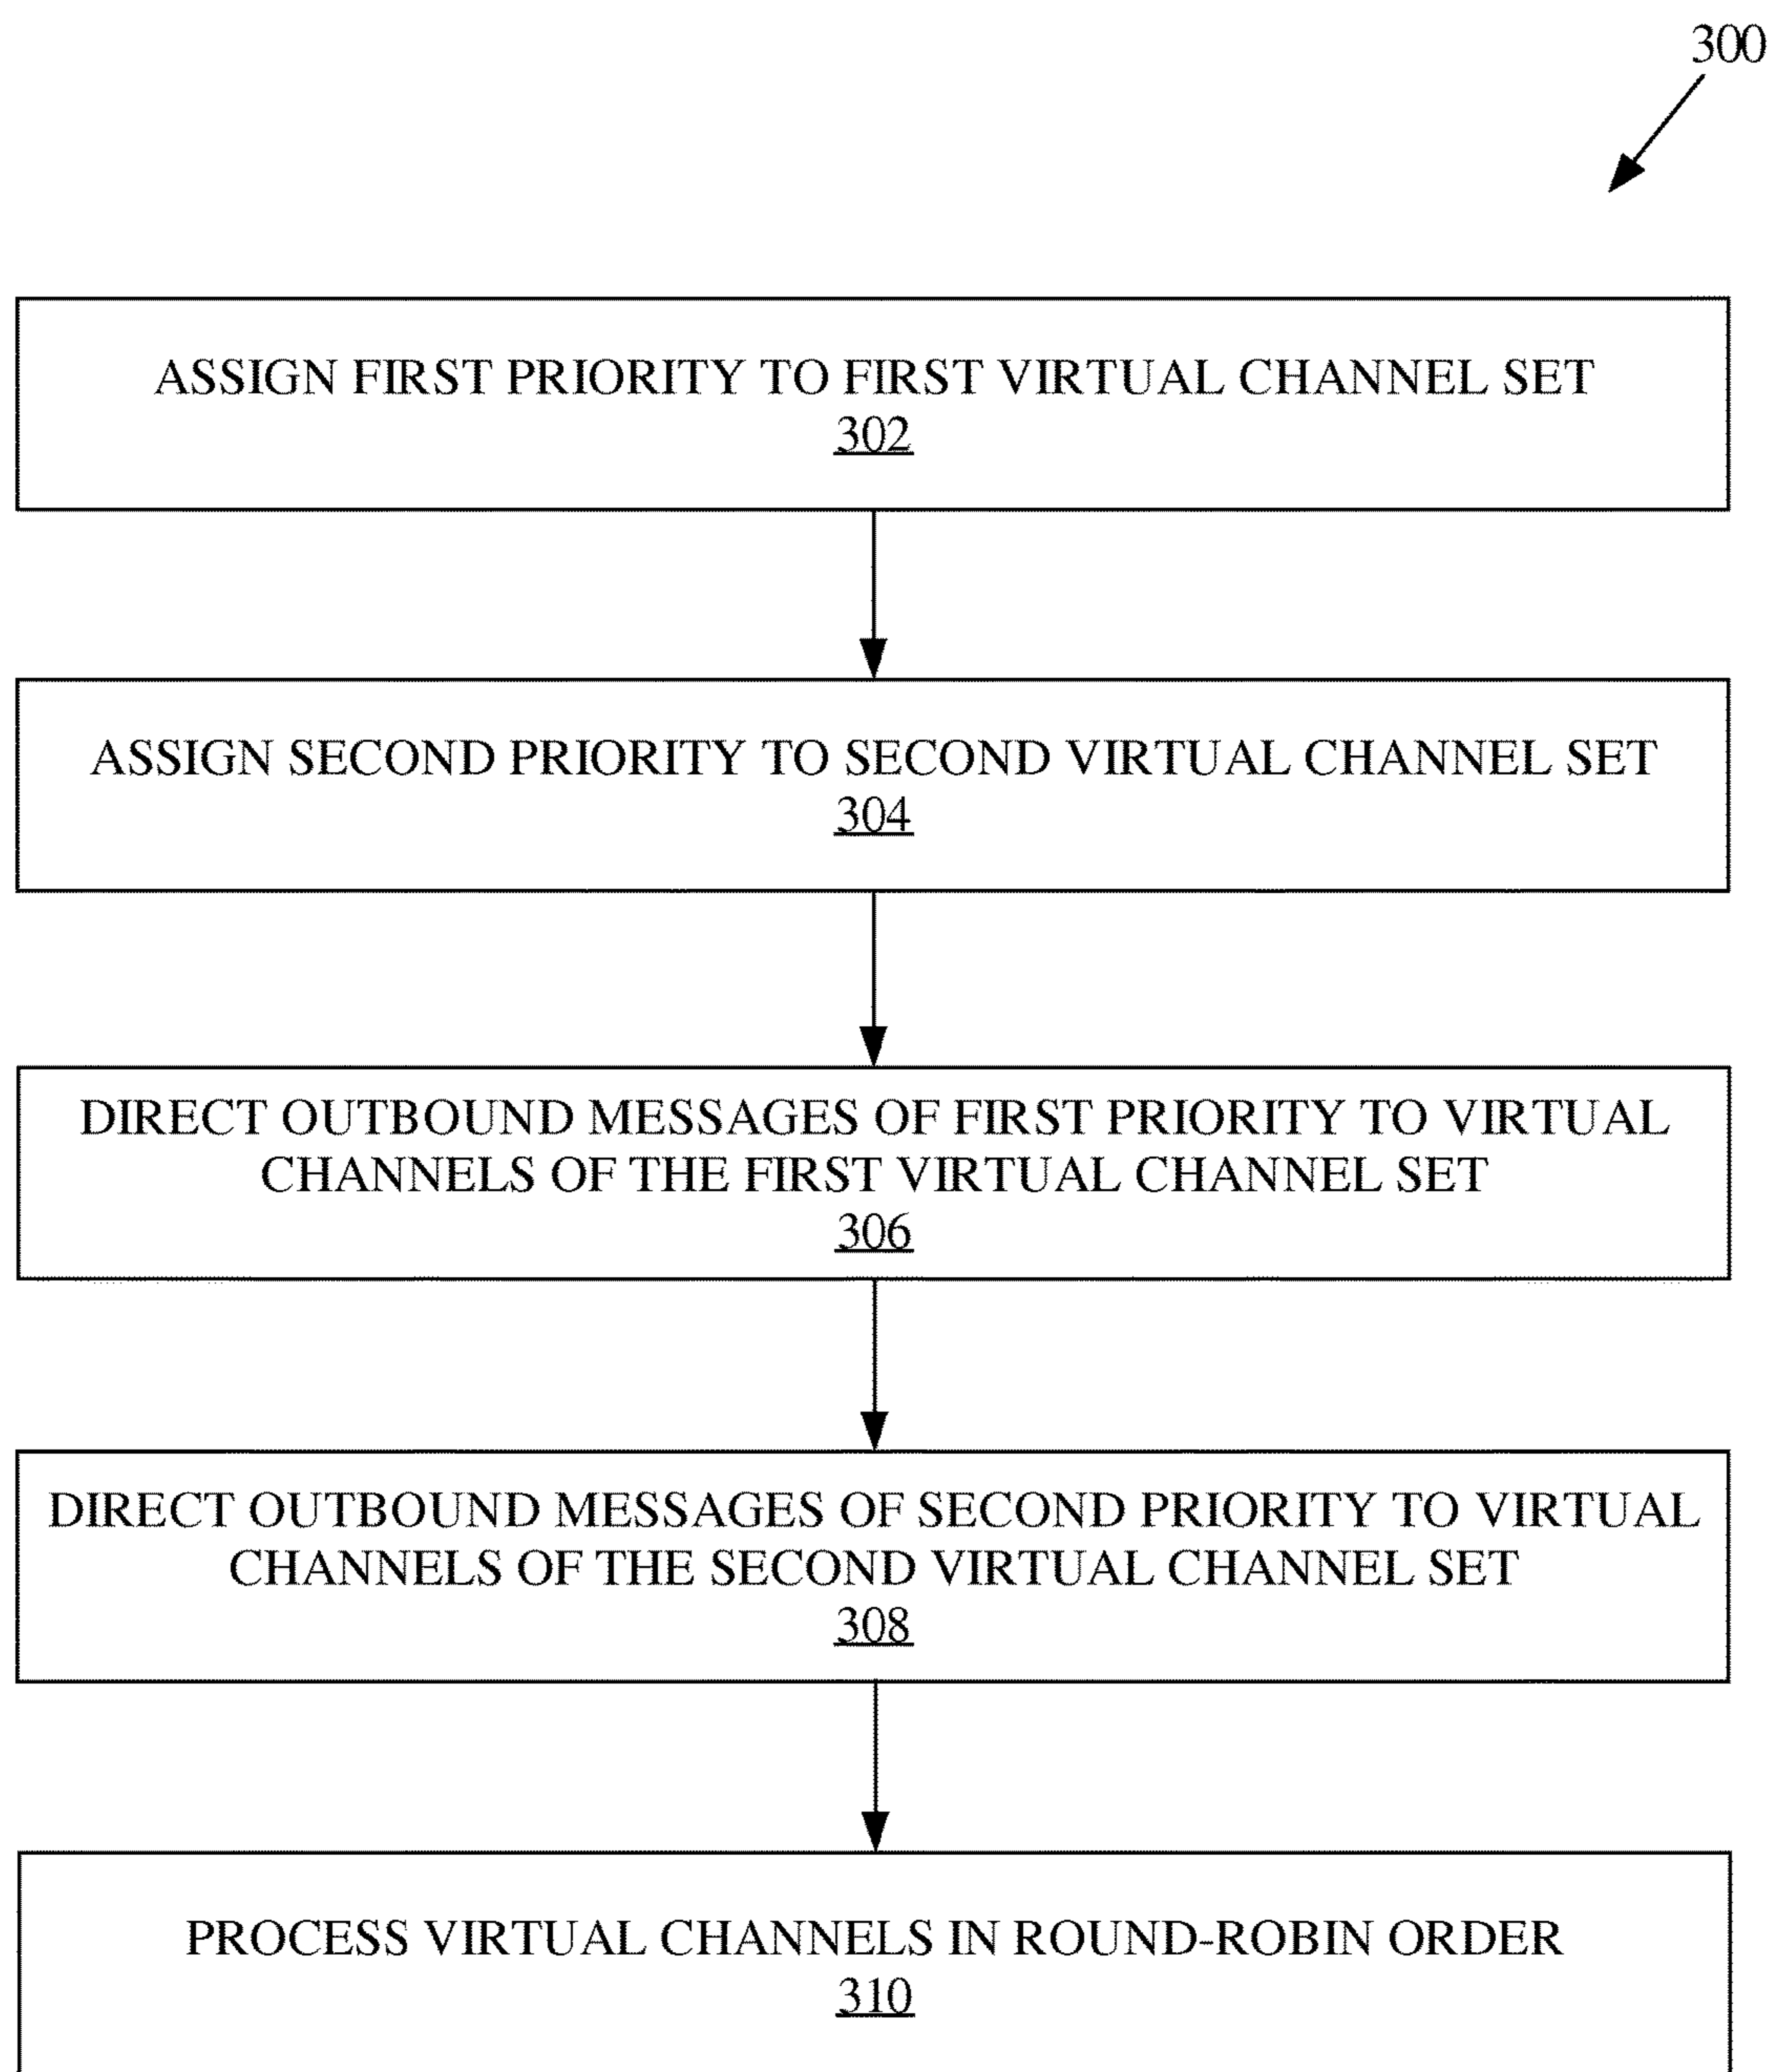 300
ASSIGN FIRST PRIORITY TO FIRST VIRTUAL CHANNEL SET
302
ASSIGN SECOND PRIORITY TO SECOND VIRTUAL CHANNEL SET
304
DIRECT OUTBOUND MESSAGES OF FIRST PRIORITY TO VIRTUAL
CHANNELS OF THE FIRST VIRTUAL CHANNEL SET
306
DIRECT OUTBOUND MESSAGES OF SECOND PRIORITY TO VIRTUAL
CHANNELS OF THE SECOND VIRTUAL CHANNEL SET
308
PROCESS VIRTUAL CHANNELS IN ROUND-ROBIN ORDER
310